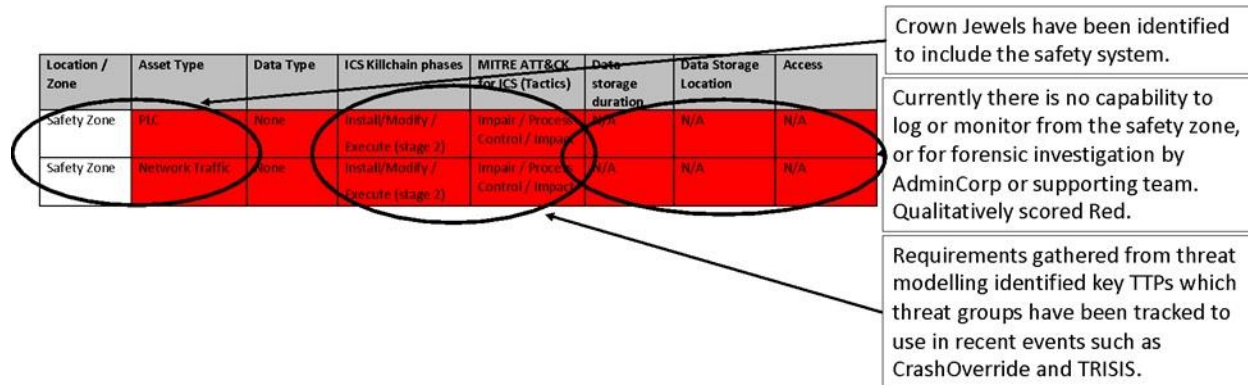 Crown Jewels have been identified
to include the safety system.
Location / Zone | Asset Type | Data Type | ICS Killchain phases | MITRE ATT&CK for ICS (Tactics) | Data storage duration | Data Storage Location | Access
Safety Zone | PLC | None | Install/Modify / Execute (stage 2) | Impair / Process Control / Impact | N/A | N/A | N/A
Safety Zone | Network Traffic | None | Install/Modify / Execute (stage 2) | Impair / Process Control / Impact | N/A | N/A | N/A
Currently there is no capability to
log or monitor from the safety zone,
or for forensic investigation by
AdminCorp or supporting team.
Qualitatively scored Red.
Requirements gathered from threat
modelling identified key TTPs which
threat groups have been tracked to
use in recent events such as
CrashOverride and TRISIS.